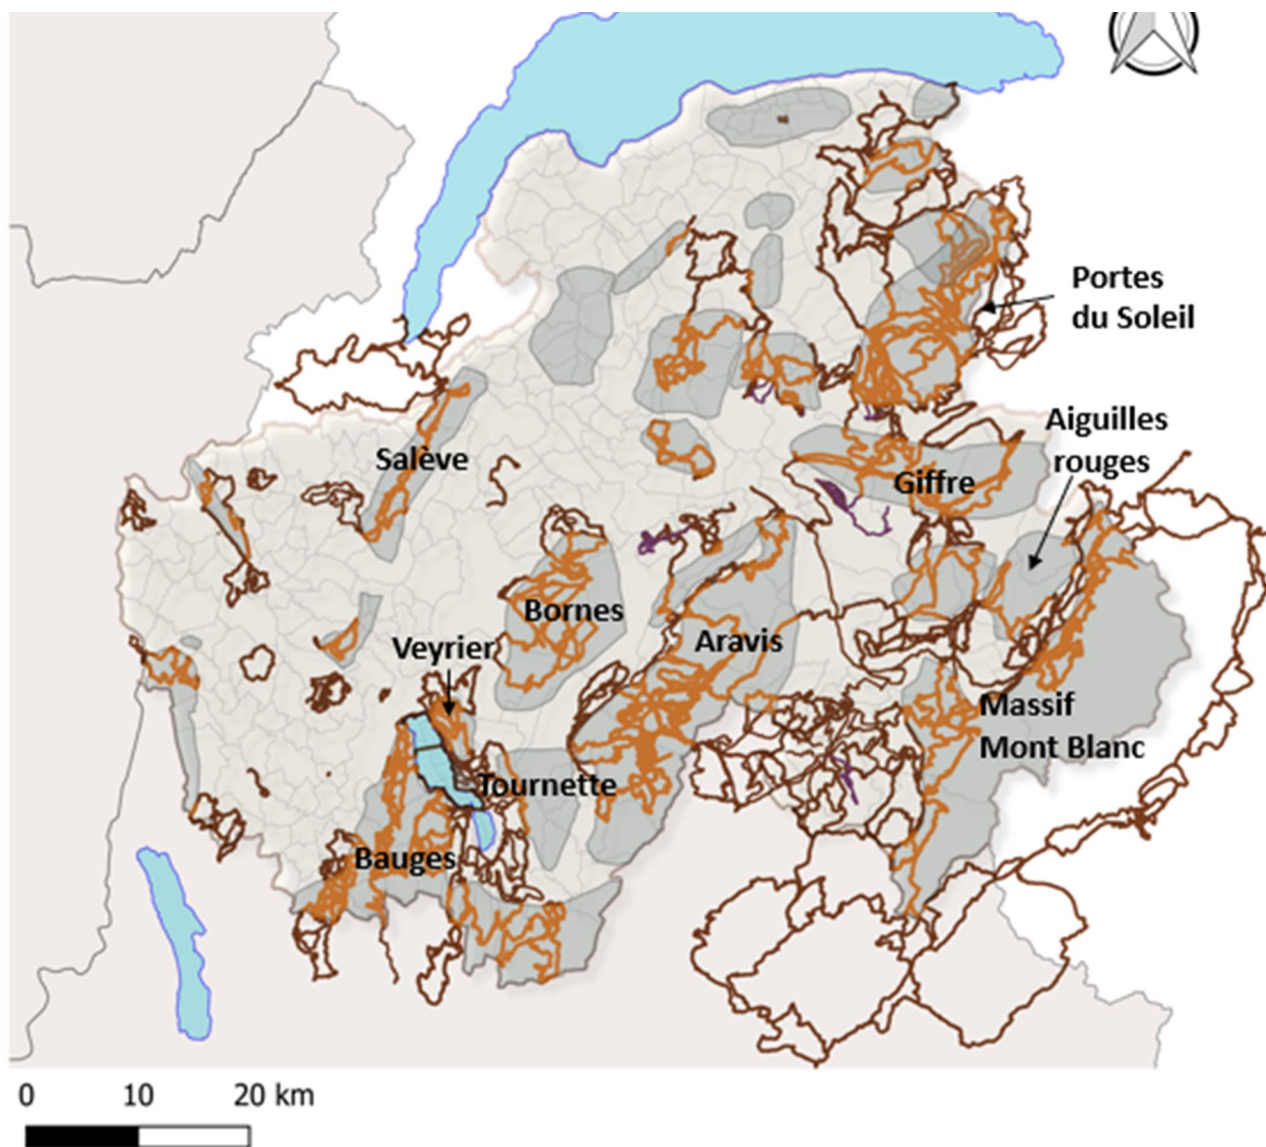 Portes
du Soleil
Aiguilles
rouges
Salève
Giffre
Bornes
Veyrier
Aravis
Massif
Mont Blanc
Tournette
Bauges
0 10 20 km